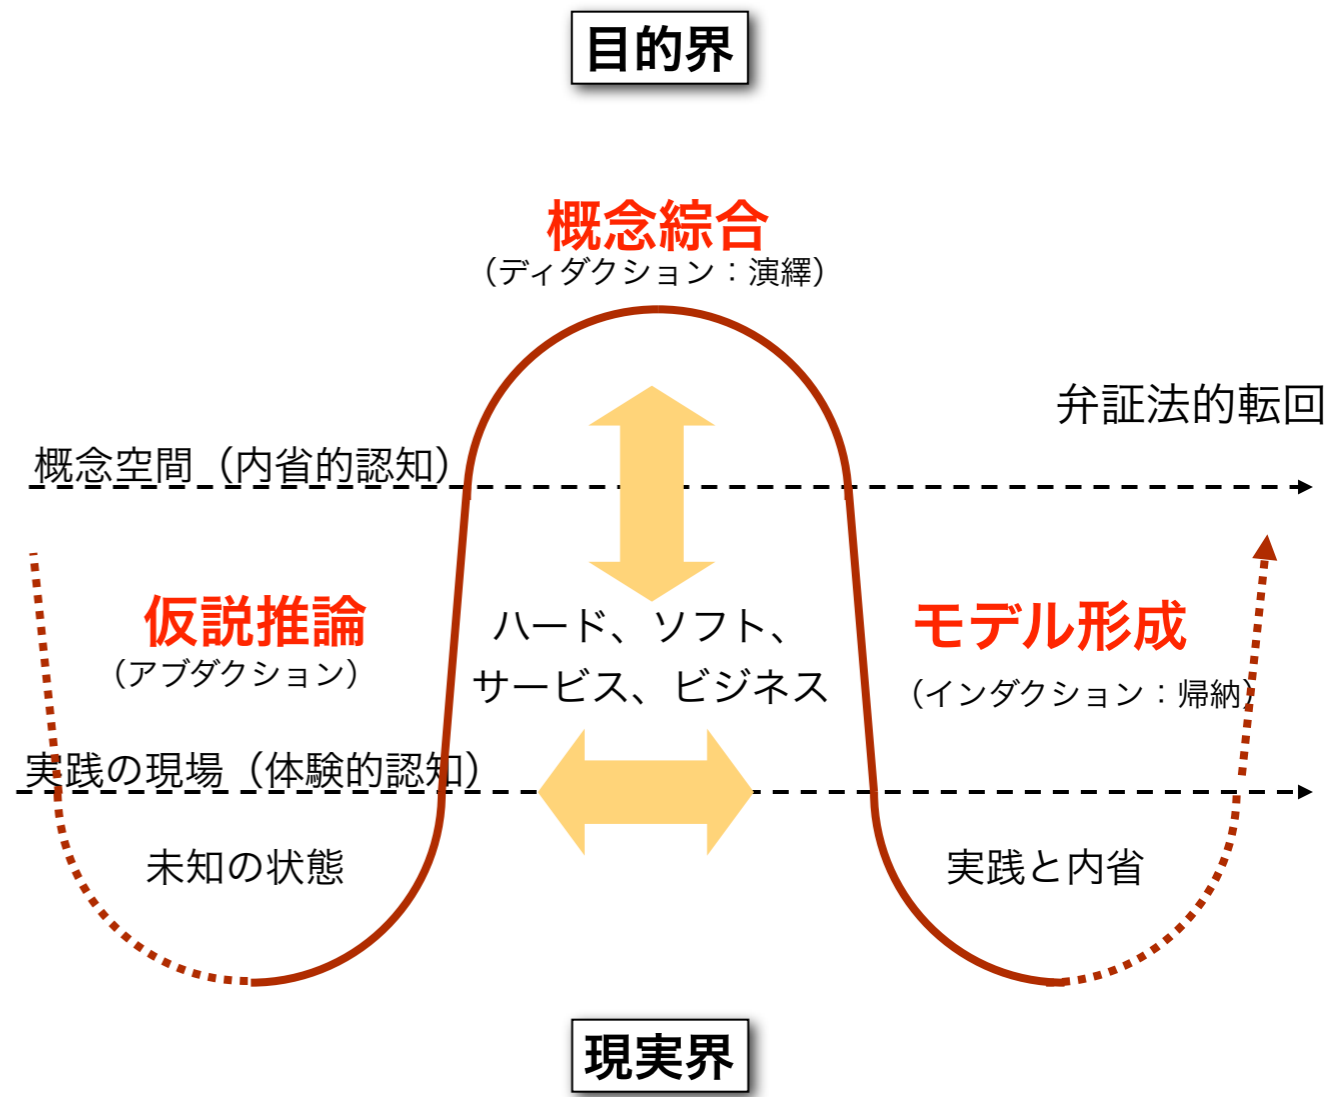 目的界
概念綜合
（ディダクション：演繹）
弁証法的転回
概念空間（内省的認知）
仮説推論
（アブダクション）
ハード、ソフト、
サービス、ビジネス
モデル形成
（インダクション：帰納）
実践の現場（体験的認知）
未知の状態
実践と内省
現実界